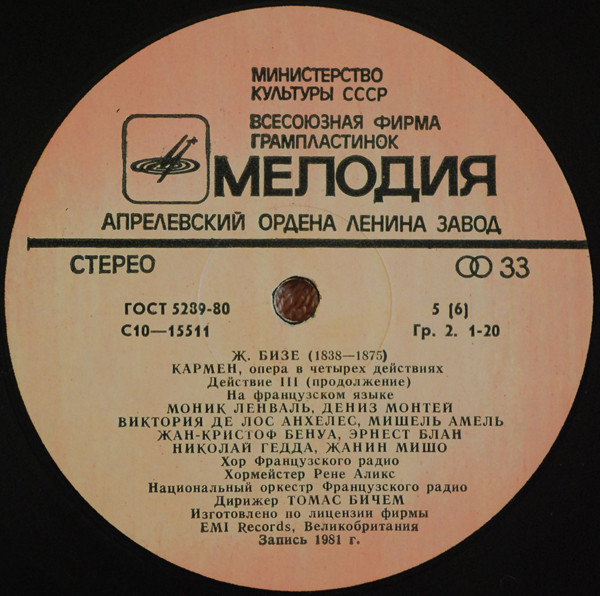 МИНИСТЕРСТВО
КУЛЬТУРЫ СССР
ВСЕСОЮЗНАЯ ФИРМА
ГРАМПЛАСТИНОК
МЕЛОДИЯ
АПРЕЛЕВСКИЙ ОРДЕНА ЛЕНИНА ЗАВОД
СТЕРЕО 33
ГОСТ 5289-80 5 (6)
С10—15511 Гр. 2. 1-20
Ж. БИЗЕ (1838—1875)
КАРМЕН, опера в четырех действиях
Действие III (продолжение)
На французском языке
МОНИК ЛЕНВАЛЬ, ДЕНИЗ МОНТЕЙ
ВИКТОРИЯ ДЕ ЛОС АНХЕЛЕС, МИШЕЛЬ АМЕЛЬ
ЖАН-КРИСТОФ БЕНУА, ЭРНЕСТ БЛАН
НИКОЛАЙ ГЕДДА, ЖАНИН МИШО
Хор Французского радио
Хормейстер Рене Аликс
Национальный оркестр Французского радио
Дирижер ТОМАС БИЧЕМ
Изготовлено по лицензии фирмы
EMI Records, Великобритания
Запись 1981 г.